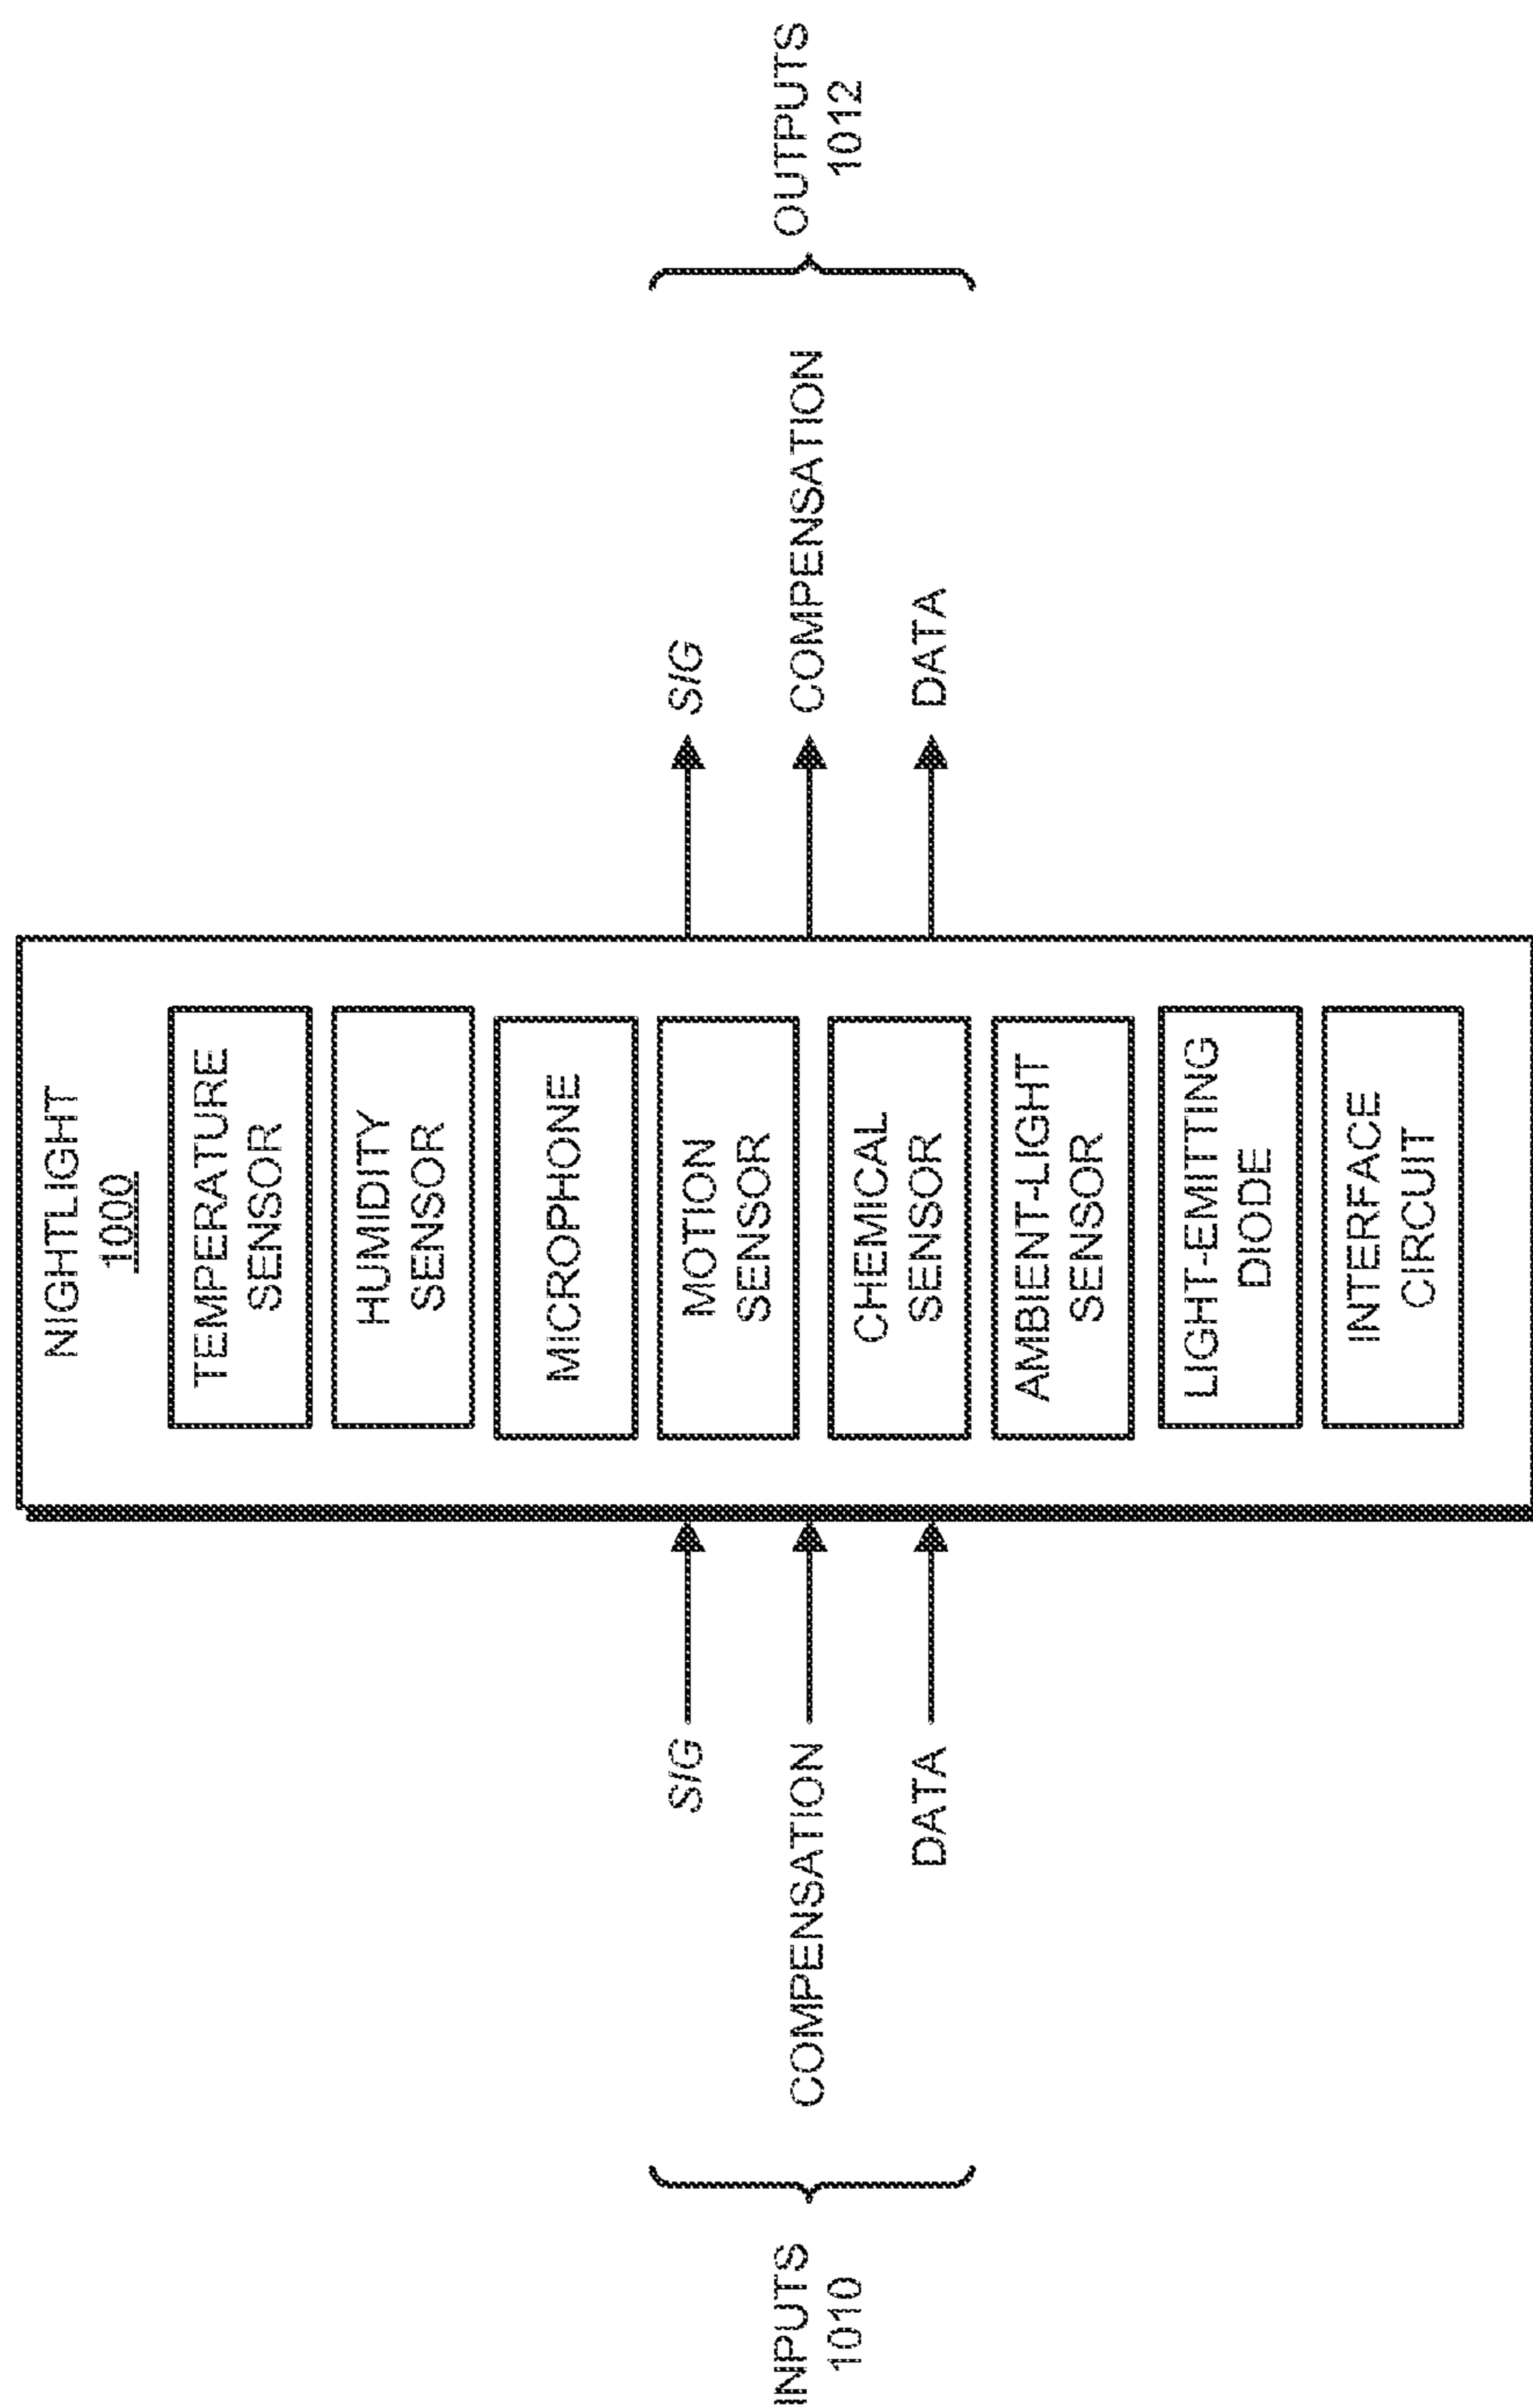 NIGHTLIGHT
1000
TEMPERATURE
SENSOR
HUMIDITY
SENSOR
MICROPHONE
MOTION
SENSOR
CHEMICAL
SENSOR
AMBIENT-LIGHT
SENSOR
LIGHT-EMITTING
DIODE
INTERFACE
CIRCUIT
INPUTS
1010
SIG
COMPENSATION
DATA
SIG
COMPENSATION
DATA
OUTPUTS
1012